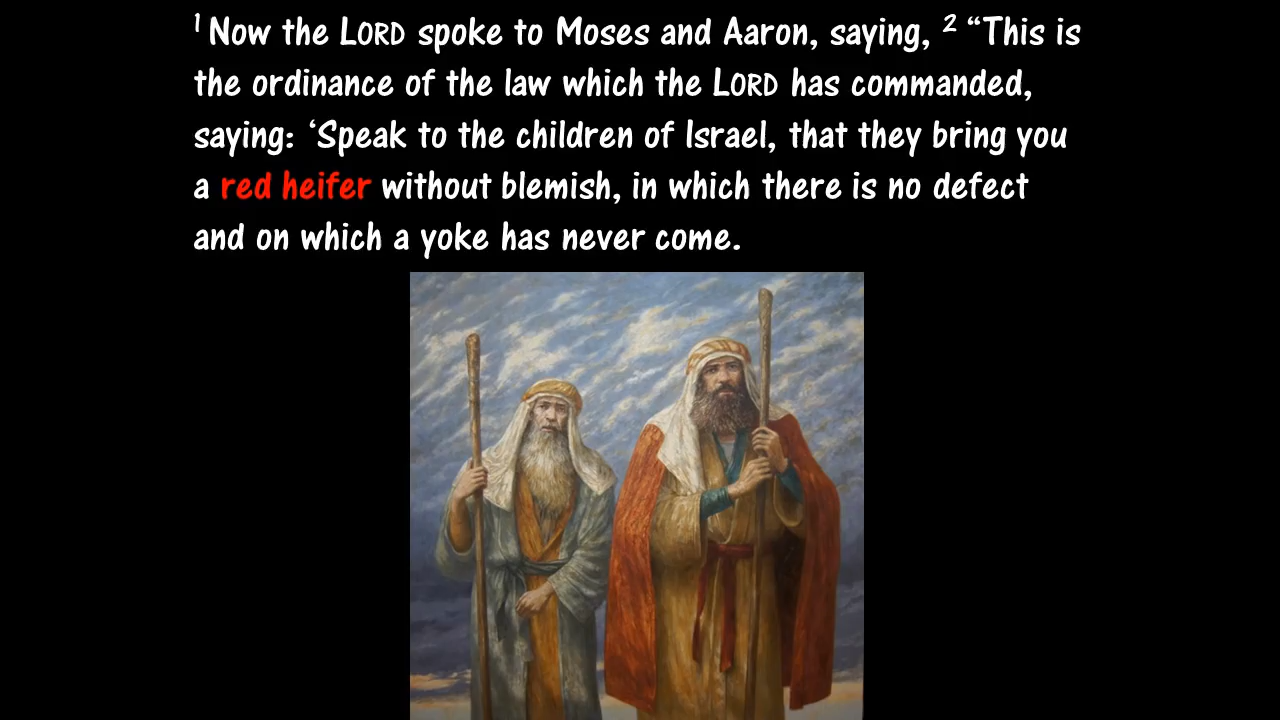 ¹ Now the LORD spoke to Moses and Aaron, saying, ² “This is
the ordinance of the law which the LORD has commanded,
saying: ‘Speak to the children of Israel, that they bring you
a red heifer without blemish, in which there is no defect
and on which a yoke has never come.